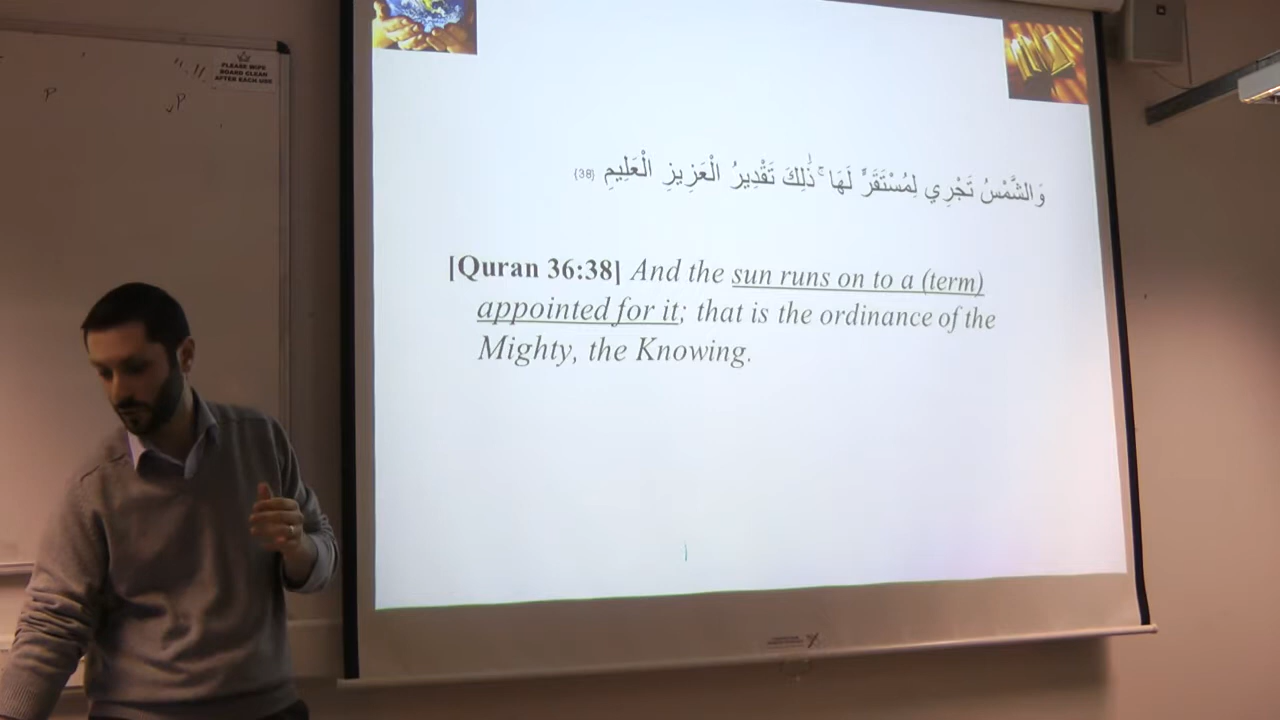 PLEASE WIPE
BOARD CLEAN
AFTER EACH USE
P
P
وَالشَّمْسُ تَجْرِي لِمُسْتَقَرٍّ لَهَا ۚ ذَٰلِكَ تَقْدِيرُ الْعَزِيزِ الْعَلِيمِ {38}
[Quran 36:38] And the sun runs on to a (term)
appointed for it; that is the ordinance of the
Mighty, the Knowing.